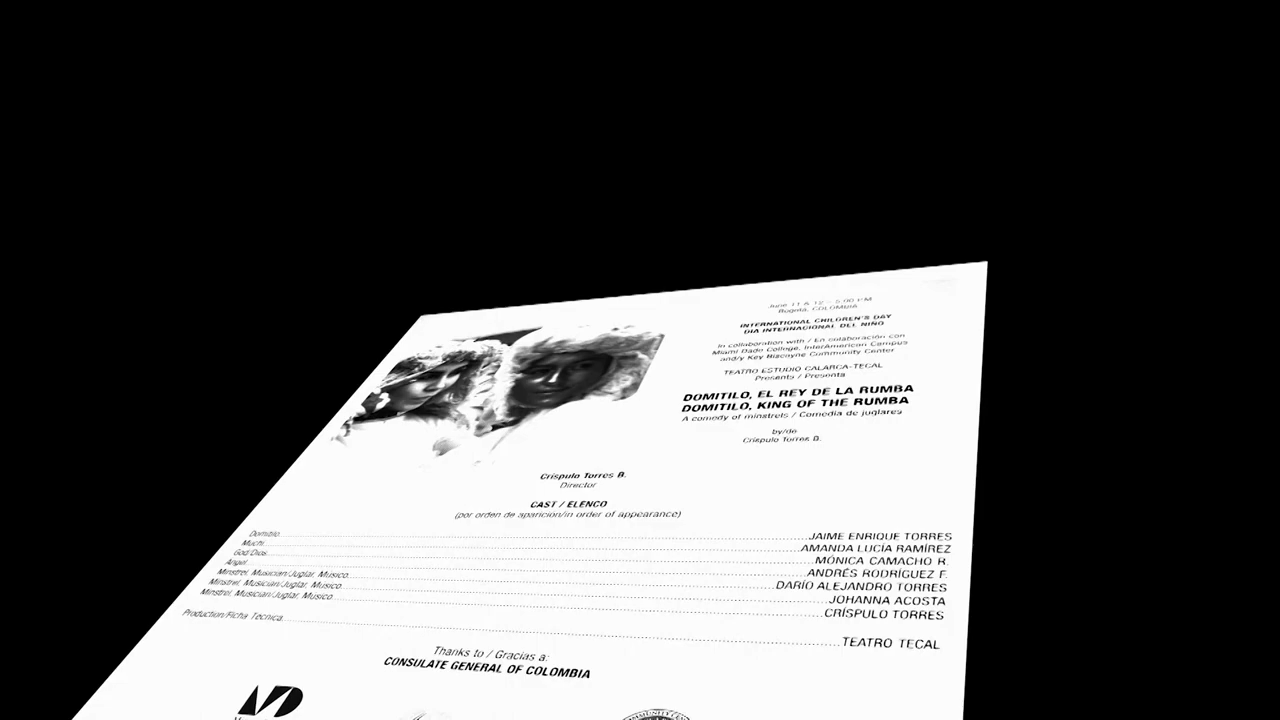 June 11 & 12 – 5:00 PM
Bogotá, COLOMBIA
INTERNATIONAL CHILDREN'S DAY
DIA INTERNACIONAL DEL NIÑO
In collaboration with / En colaboración con
Miami Dade College, InterAmerican Campus
and/y Key Biscayne Community Center
TEATRO ESTUDIO CALARCA-TECAL
Presents / Presenta
DOMITILO, EL REY DE LA RUMBA
DOMITILO, KING OF THE RUMBA
A comedy of minstrels / Comedia de juglares
by/de
Críspulo Torres B.
Críspulo Torres B.
Director
CAST / ELENCO
(por orden de aparicion/in order of appearance)
Domitilo JAIME ENRIQUE TORRES
Muchi AMANDA LUCÍA RAMÍREZ
God/Dios MÓNICA CAMACHO R.
Angel ANDRÉS RODRÍGUEZ F.
Minstrel, Musician/Juglar, Músico DARÍO ALEJANDRO TORRES
Minstrel, Musician/Juglar, Músico JOHANNA ACOSTA
Minstrel, Musician/Juglar, Músico CRÍSPULO TORRES
Production/Ficha Tecnica TEATRO TECAL
Thanks to / Gracias a:
CONSULATE GENERAL OF COLOMBIA